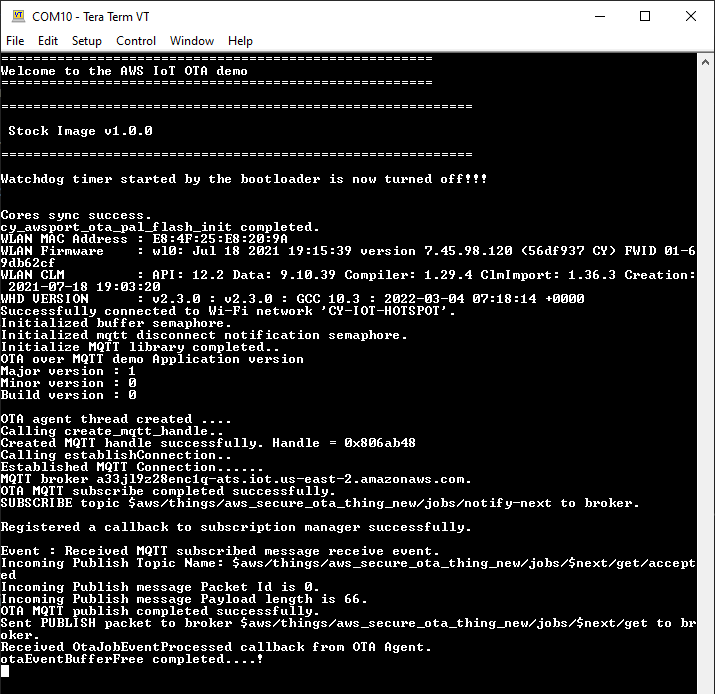 COM10 - Tera Term VT
File Edit Setup Control Window Help
=======================================================
Welcome to the AWS IoT OTA demo
=======================================================
============================================================
Stock Image v1.0.0
============================================================
Watchdog timer started by the bootloader is now turned off!!!
Cores sync success.
cy_awsport_ota_pal_flash_init completed.
WLAN MAC Address : E8:4F:25:E8:20:9A
WLAN Firmware    : wl0: Jul 18 2021 19:15:39 version 7.45.98.120 (56df937 CY) FWID 01-6
9db62cf
WLAN CLM         : API: 12.2 Data: 9.10.39 Compiler: 1.29.4 ClmImport: 1.36.3 Creation:
2021-07-18 19:03:20
WHD VERSION      : v2.3.0 : v2.3.0 : GCC 10.3 : 2022-03-04 07:18:14 +0000
Successfully connected to Wi-Fi network 'CY-IOT-HOTSPOT'.
Initialized buffer semaphore.
Initialized mqtt disconnect notification semaphore.
Initialize MQTT library completed..
OTA over MQTT demo Application version
Major version : 1
Minor version : 0
Build version : 0
OTA agent thread created ....
Calling create_mqtt_handle..
Created MQTT handle successfully. Handle = 0x806ab48
Calling establishConnection..
Established MQTT Connection......
MQTT broker a33jl9z28enc1q-ats.iot.us-east-2.amazonaws.com.
OTA MQTT subscribe completed successfully.
SUBSCRIBE topic $aws/things/aws_secure_ota_thing_new/jobs/notify-next to broker.
Registered a callback to subscription manager successfully.
Event : Received MQTT subscribed message receive event.
Incoming Publish Topic Name: $aws/things/aws_secure_ota_thing_new/jobs/$next/get/accept
ed
Incoming Publish message Packet Id is 0.
Incoming Publish message Payload length is 66.
OTA MQTT publish completed successfully.
Sent PUBLISH packet to broker $aws/things/aws_secure_ota_thing_new/jobs/$next/get to br
oker.
Received OtaJobEventProcessed callback from OTA Agent.
otaEventBufferFree completed....!